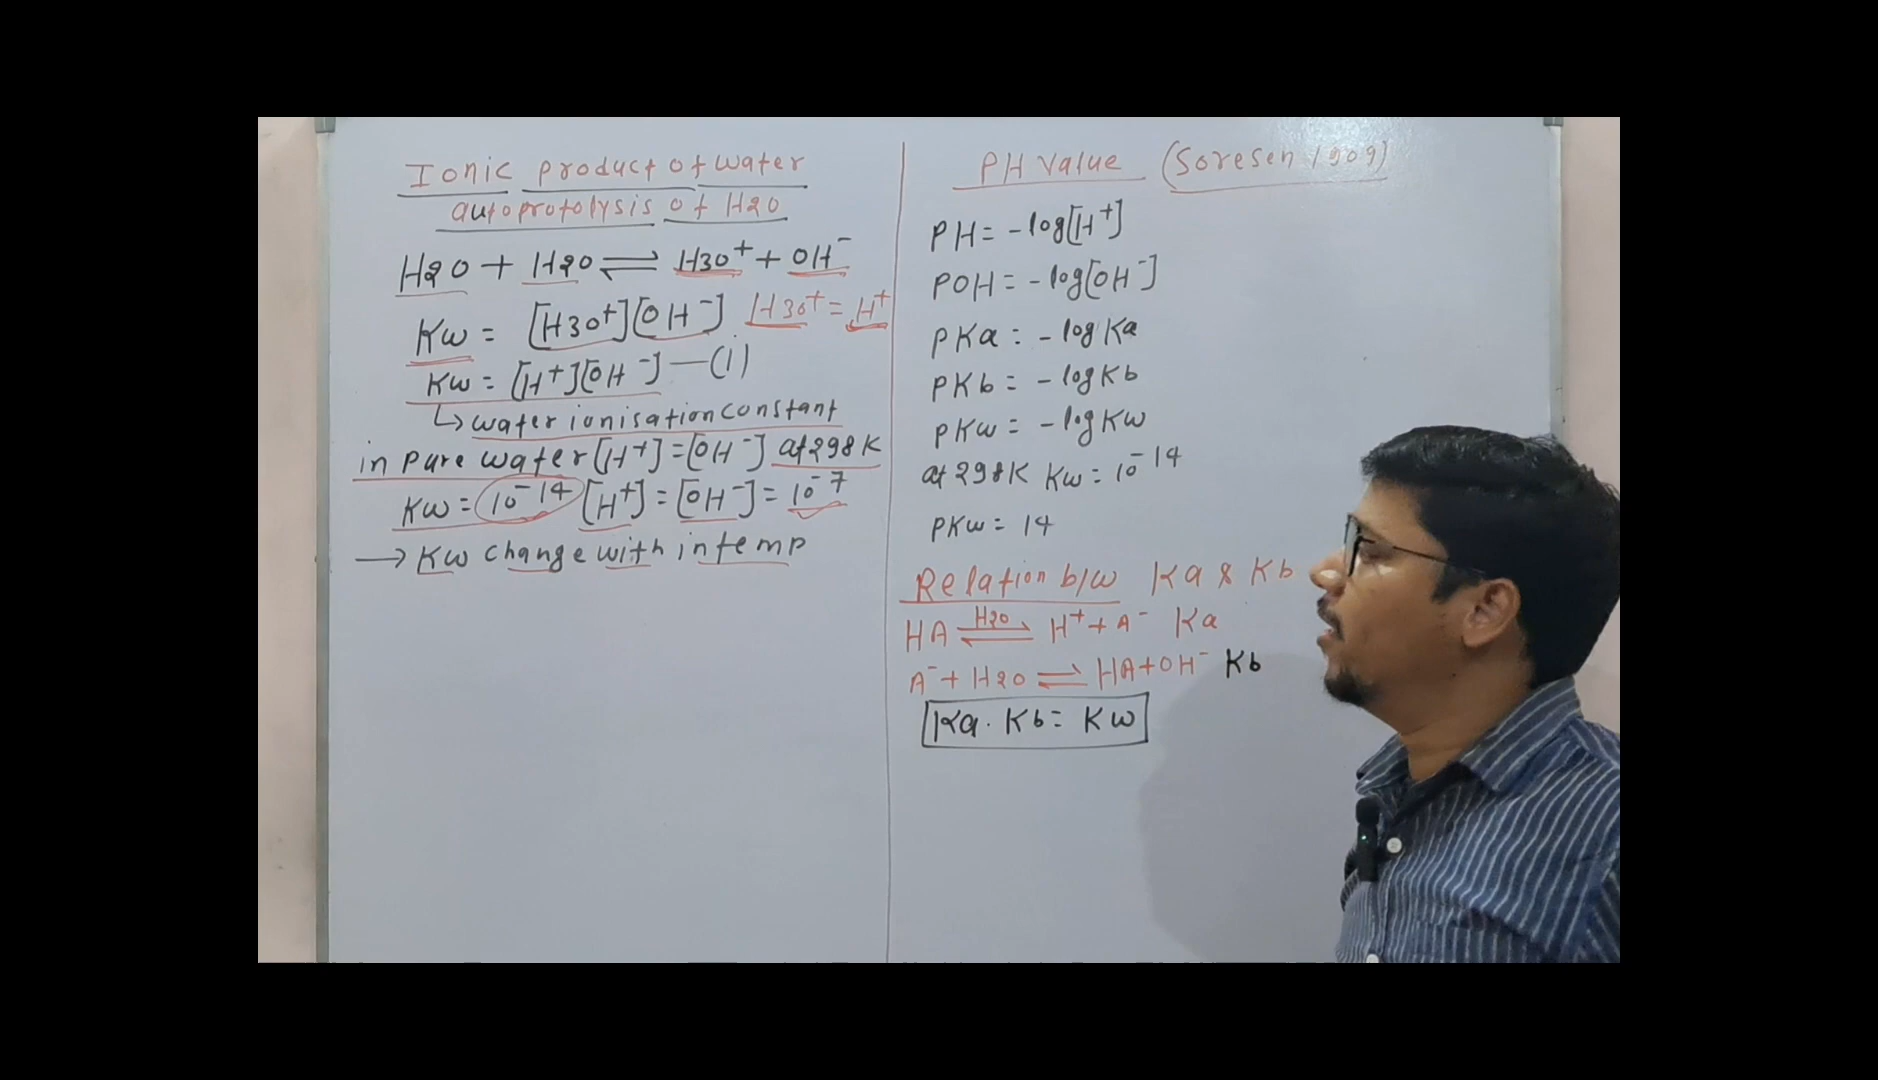 Ionic product of water
autoprotolysis of H2O
H2O + H2O ⇌ H3O⁺ + OH⁻
Kw = [H3O⁺][OH⁻] H3O⁺ = H⁺
Kw = [H⁺][OH⁻] —(i)
↳ water ionisation constant
in pure water [H⁺] = [OH⁻] at 298 K
Kw = 10⁻¹⁴ [H⁺] = [OH⁻] = 10⁻⁷
→ Kw change with in temp
PH value (Soresen 1909)
PH = -log[H⁺]
POH = -log[OH⁻]
PKa = -log Ka
PKb = -log Kb
PKw = -log Kw
at 298K Kw = 10⁻¹⁴
PKw = 14
Relation b/w Ka & Kb
HA ⇌ H⁺ + A⁻ Ka
H2O
A⁻ + H2O ⇌ HA + OH⁻ Kb
Ka . Kb = Kw